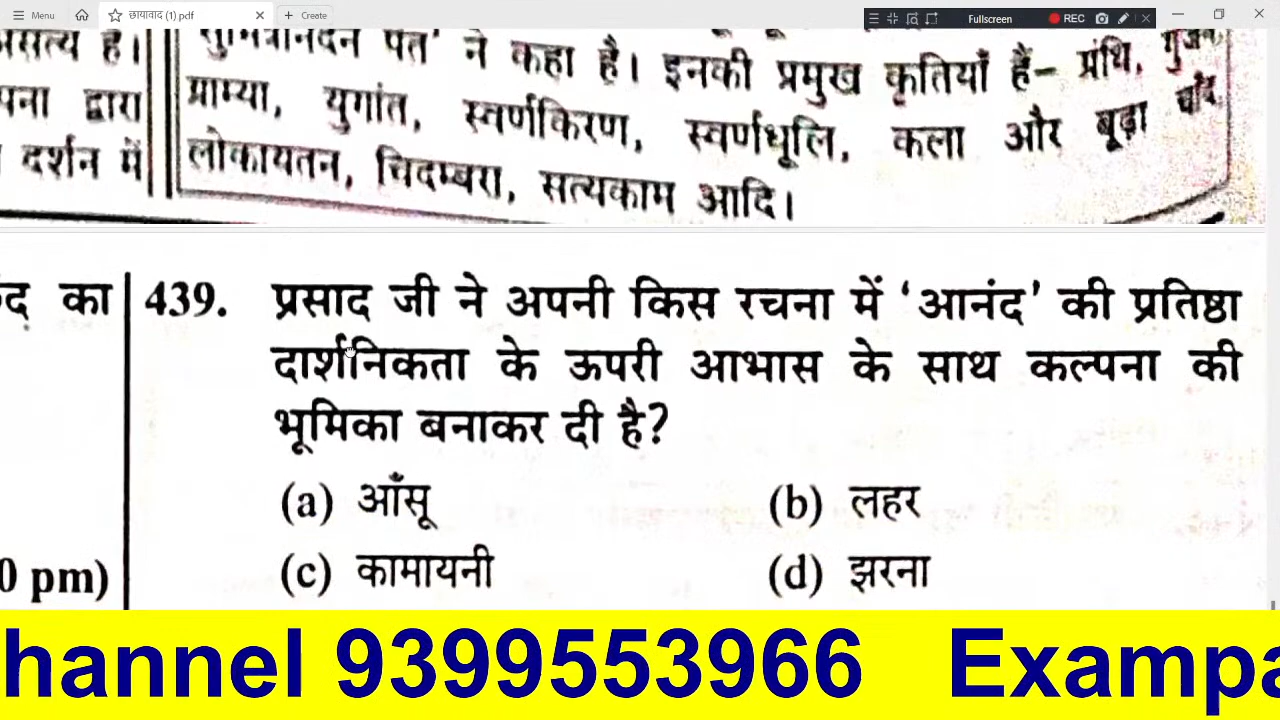 Menu छायावाद (1).pdf Create Fullscreen REC
असत्य है।
सुमित्रानंदन पंत' ने कहा है। इनकी प्रमुख कृतियाँ हैं– ग्रंथि, गुंजन,
पना द्वारा
ग्राम्या, युगांत, स्वर्णकिरण, स्वर्णधूलि, कला और बूढ़ा चाँद,
दर्शन में
लोकायतन, चिदम्बरा, सत्यकाम आदि।
का
439. प्रसाद जी ने अपनी किस रचना में 'आनंद' की प्रतिष्ठा
दार्शनिकता के ऊपरी आभास के साथ कल्पना की
भूमिका बनाकर दी है?
(a) आँसू (b) लहर
0 pm)
(c) कामायनी (d) झरना
hannel 9399553966 Exampa